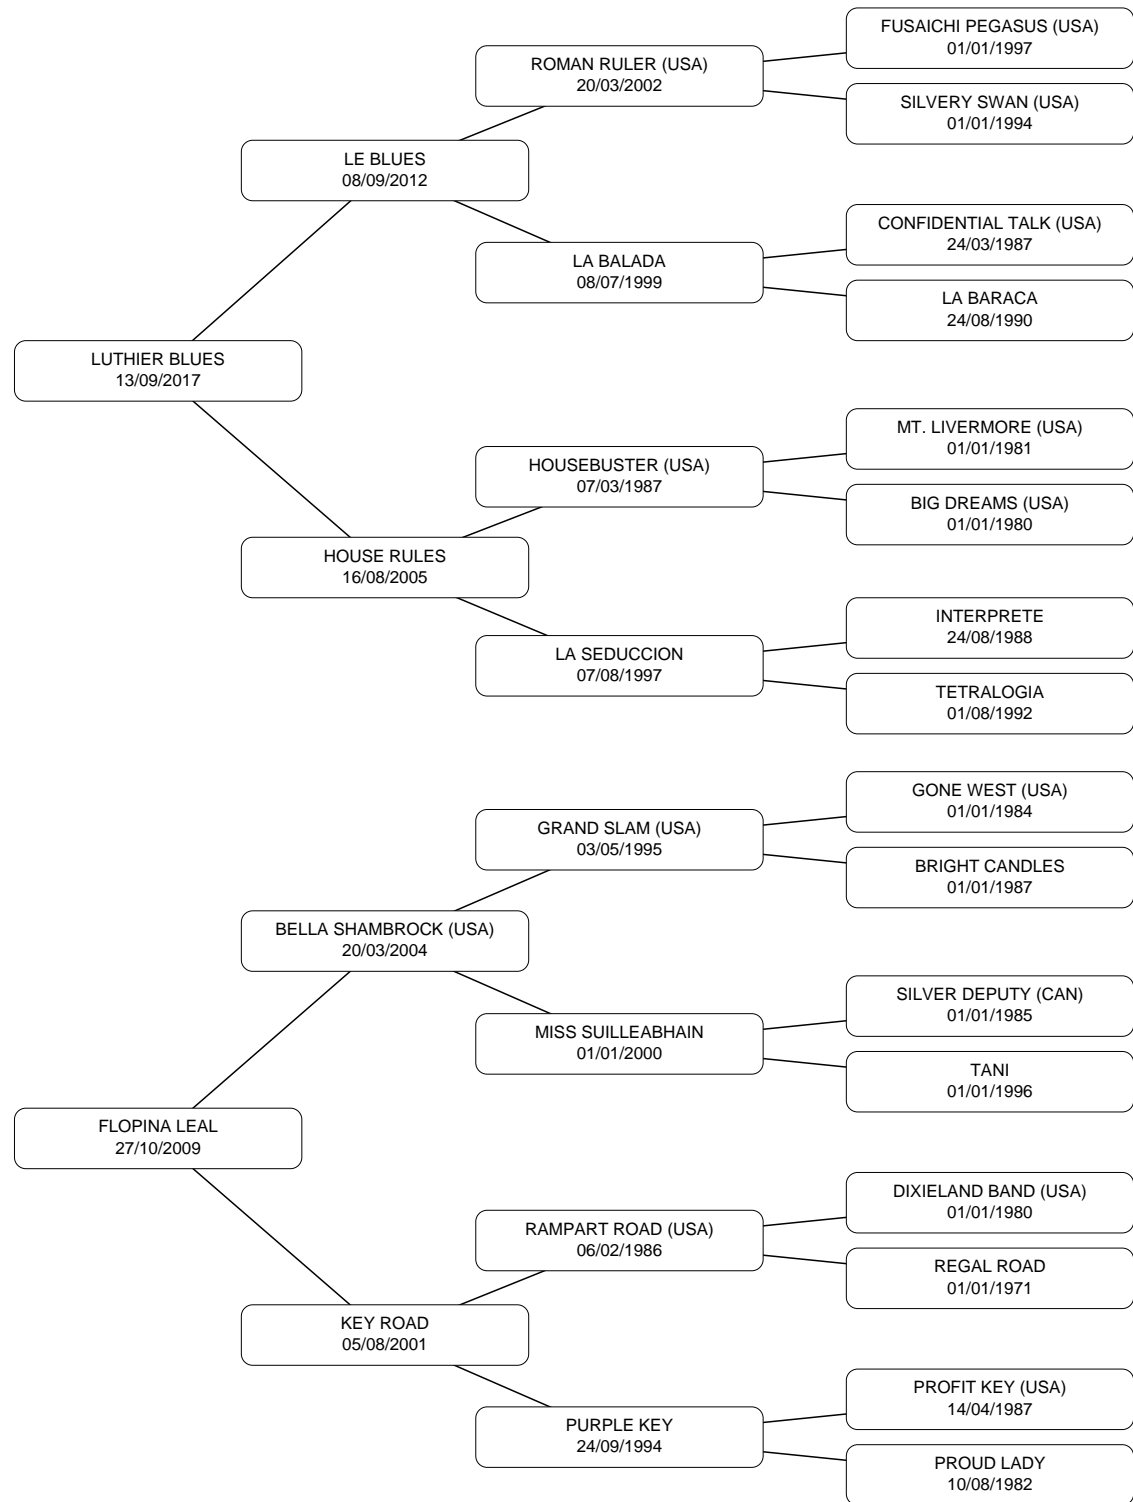 FUSAICHI PEGASUS (USA)
01/01/1997
ROMAN RULER (USA)
20/03/2002
SILVERY SWAN (USA)
01/01/1994
LE BLUES
08/09/2012
CONFIDENTIAL TALK (USA)
24/03/1987
LA BALADA
08/07/1999
LA BARACA
24/08/1990
LUTHIER BLUES
13/09/2017
MT. LIVERMORE (USA)
01/01/1981
HOUSEBUSTER (USA)
07/03/1987
BIG DREAMS (USA)
01/01/1980
HOUSE RULES
16/08/2005
INTERPRETE
24/08/1988
LA SEDUCCION
07/08/1997
TETRALOGIA
01/08/1992
GONE WEST (USA)
01/01/1984
GRAND SLAM (USA)
03/05/1995
BRIGHT CANDLES
01/01/1987
BELLA SHAMBROCK (USA)
20/03/2004
SILVER DEPUTY (CAN)
01/01/1985
MISS SUILLEABHAIN
01/01/2000
TANI
01/01/1996
FLOPINA LEAL
27/10/2009
DIXIELAND BAND (USA)
01/01/1980
RAMPART ROAD (USA)
06/02/1986
REGAL ROAD
01/01/1971
KEY ROAD
05/08/2001
PROFIT KEY (USA)
14/04/1987
PURPLE KEY
24/09/1994
PROUD LADY
10/08/1982